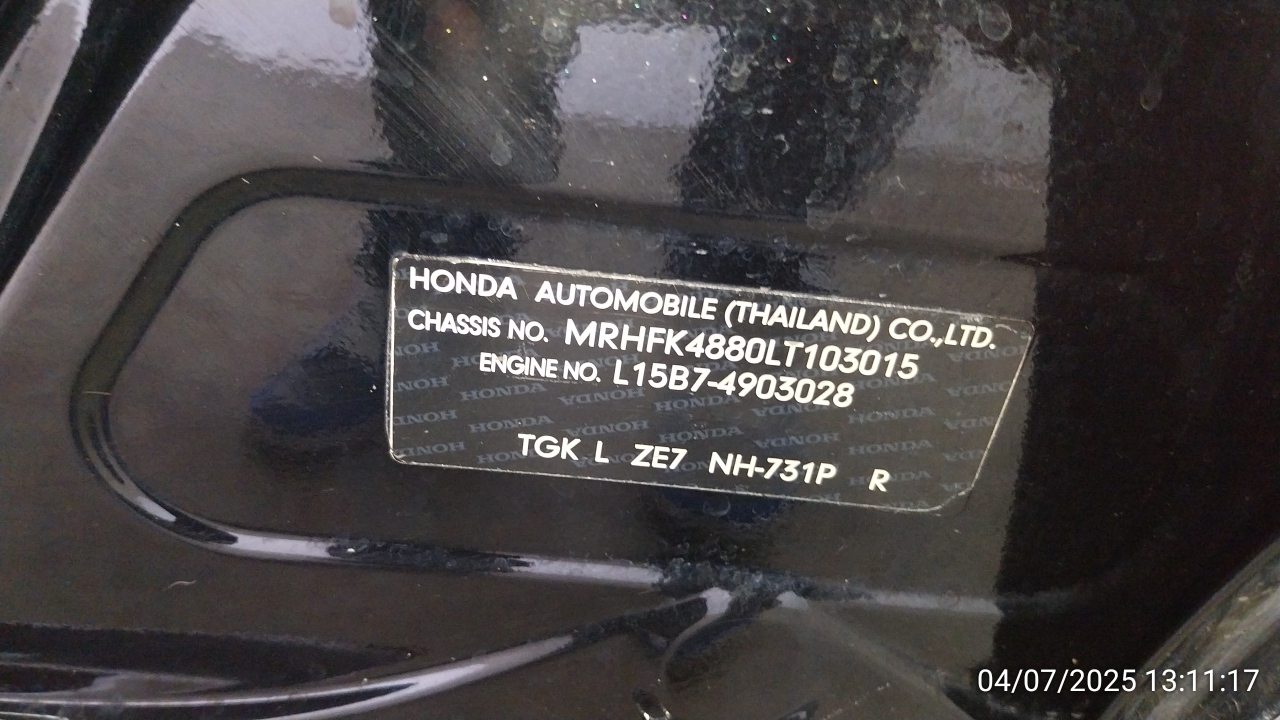 HONDA AUTOMOBILE (THAILAND) CO.,LTD.
CHASSIS NO. MRHFK4880LT103015
ENGINE NO. L15B7-4903028
TGK L ZE7 NH-731P R
04/07/2025 13:11:17